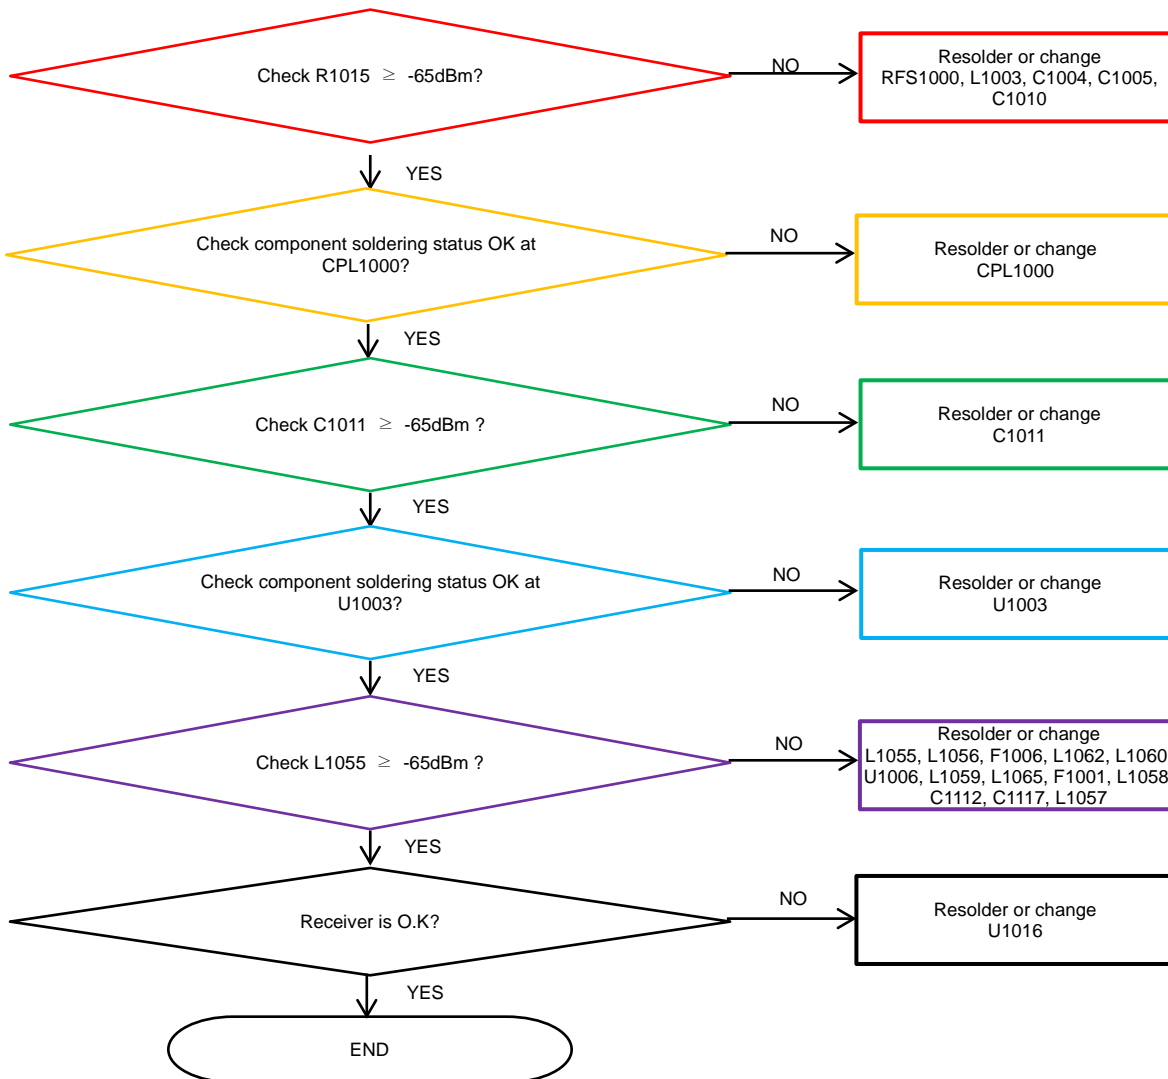 Check R1015 ≥ -65dBm?
NO
Resolder or change
RFS1000, L1003, C1004, C1005,
C1010
YES
Check component soldering status OK at
CPL1000?
NO
Resolder or change
CPL1000
YES
Check C1011 ≥ -65dBm ?
NO
Resolder or change
C1011
YES
Check component soldering status OK at
U1003?
NO
Resolder or change
U1003
YES
Check L1055 ≥ -65dBm ?
NO
Resolder or change
L1055, L1056, F1006, L1062, L1060
U1006, L1059, L1065, F1001, L1058
C1112, C1117, L1057
YES
Receiver is O.K?
NO
Resolder or change
U1016
YES
END